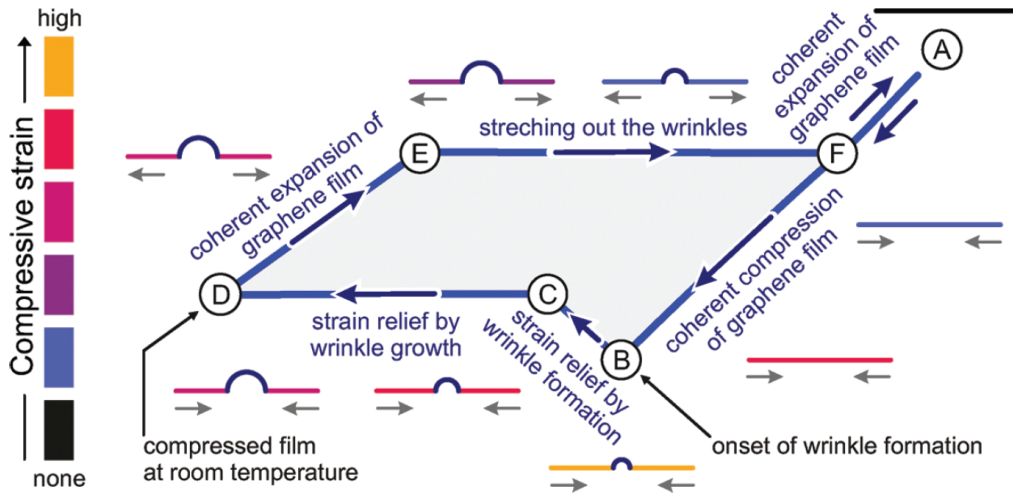 high
Compressive strain
none
A
coherent
expansion of
graphene film
streching out the wrinkles
E
F
coherent expansion of
graphene film
coherent compression
of graphene film
D
C
B
strain relief by
wrinkle growth
strain relief by
wrinkle formation
compressed film
at room temperature
onset of wrinkle formation